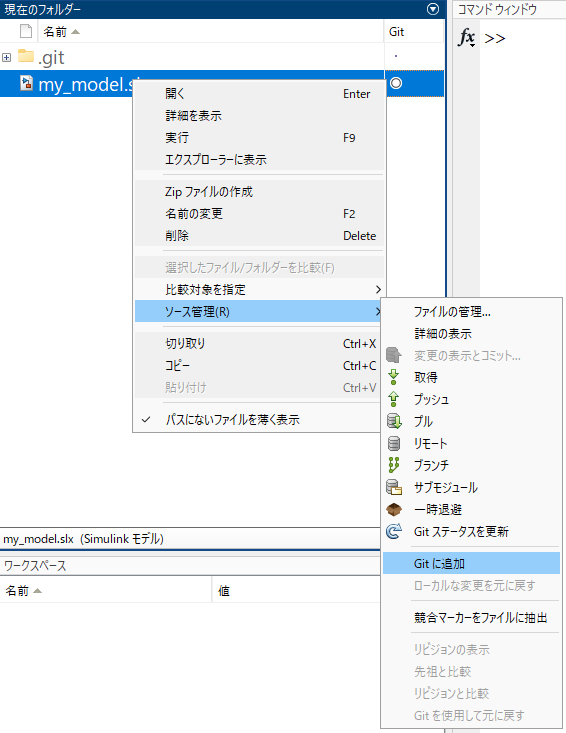 現在のフォルダー
コマンド ウィンドウ
名前
Git
fx >>
.git
my_model.sl
開く Enter
詳細を表示
実行 F9
エクスプローラーに表示
Zip ファイルの作成
名前の変更 F2
削除 Delete
選択したファイル/フォルダーを比較(F)
比較対象を指定
ソース管理(R)
切り取り Ctrl+X
コピー Ctrl+C
貼り付け Ctrl+V
パスにないファイルを薄く表示
ファイルの管理...
詳細の表示
変更の表示とコミット...
取得
プッシュ
プル
リモート
ブランチ
サブモジュール
一時退避
Git ステータスを更新
Git に追加
ローカルな変更を元に戻す
競合マーカーをファイルに抽出
リビジョンの表示
先祖と比較
リビジョンと比較
Git を使用して元に戻す
my_model.slx (Simulink モデル)
ワークスペース
名前
値